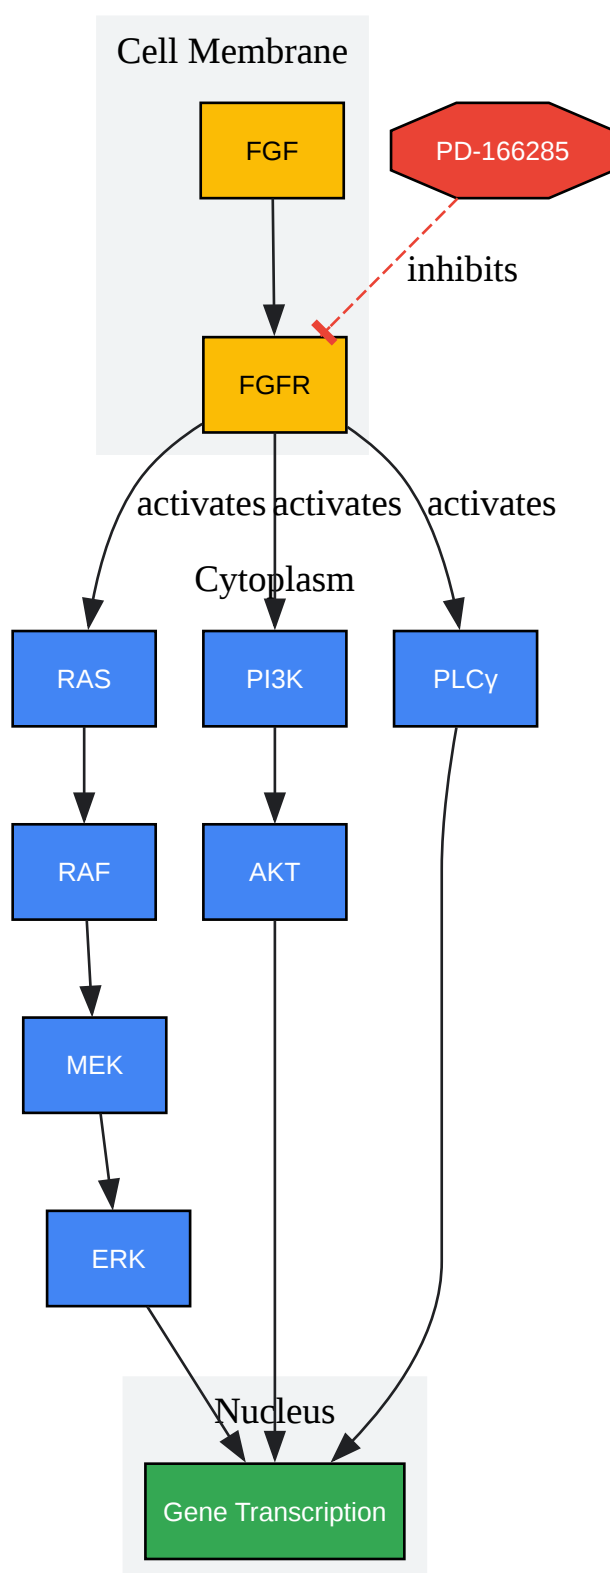 Cell Membrane
FGF
PD-166285
inhibits
FGFR
activates
activates
activates
Cytoplasm
RAS
PI3K
PLCγ
RAF
AKT
MEK
ERK
Nucleus
Gene Transcription